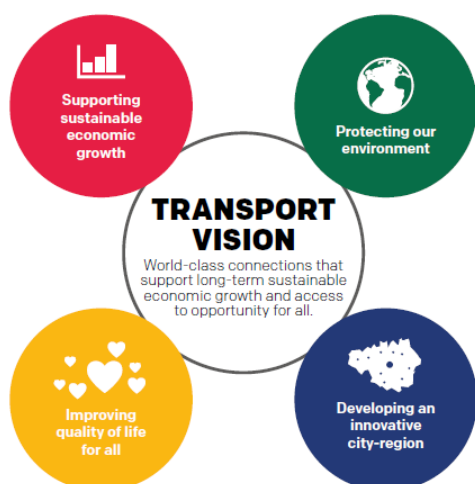 Supporting
sustainable
economic
growth
Protecting our
environment
TRANSPORT
VISION
World-class connections that
support long-term sustainable
economic growth and access
to opportunity for all.
Improving
quality of life
for all
Developing an
innovative
city-region